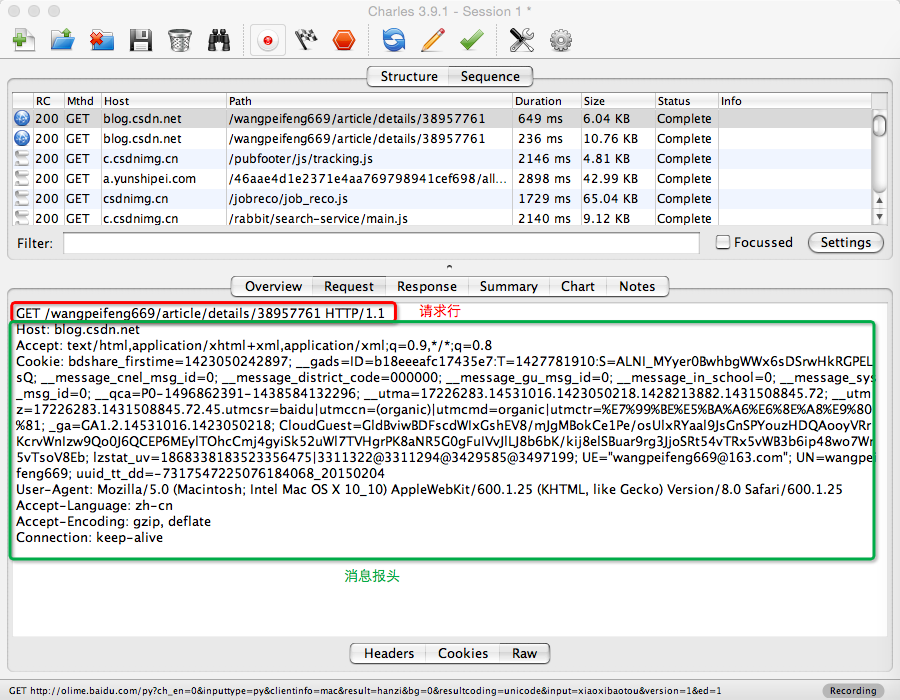 Charles 3.9.1 - Session 1 *
Structure Sequence
RC Mthd Host Path Duration Size Status Info
200 GET blog.csdn.net /wangpeifeng669/article/details/38957761 649 ms 6.04 KB Complete
200 GET blog.csdn.net /wangpeifeng669/article/details/38957761 236 ms 10.76 KB Complete
200 GET c.csdnimg.cn /pubfooter/js/tracking.js 2146 ms 4.81 KB Complete
200 GET a.yunshipei.com /46aae4d1e2371e4aa769798941cef698/all... 2898 ms 42.99 KB Complete
200 GET csdnimg.cn /jobreco/job_reco.js 1729 ms 65.04 KB Complete
200 GET c.csdnimg.cn /rabbit/search-service/main.js 2140 ms 9.12 KB Complete
Filter: Focussed Settings
Overview Request Response Summary Chart Notes
GET /wangpeifeng669/article/details/38957761 HTTP/1.1 请求行
Host: blog.csdn.net
Accept: text/html,application/xhtml+xml,application/xml;q=0.9,*/*;q=0.8
Cookie: bdshare_firstime=1423050242897; __gads=ID=b18eeeafc17435e7:T=1427781910:S=ALNI_MYyer0BwhbgWWx6sDSrwHkRGPEL
sQ; __message_cnel_msg_id=0; __message_district_code=000000; __message_gu_msg_id=0; __message_in_school=0; __message_sys
_msg_id=0; __qca=P0-1496862391-1438584132296; __utma=17226283.14531016.1423050218.1428213882.1431508845.72; __utm
z=17226283.1431508845.72.45.utmcsr=baidu|utmccn=(organic)|utmcmd=organic|utmctr=%E7%99%BE%E5%BA%A6%E6%8E%A8%E9%80
%81; _ga=GA1.2.14531016.1423050218; CloudGuest=GldBviwBDFscdWlxGshEV8/mJgMBokCe1Pe/osUlxRYaal9JsGnSPYouzHDQAooyVRr
KcrvWnlzw9Qo0J6QCEP6MEylTOhcCmj4gyiSk52uWl7TVHgrPK8aNR5G0gFulVvJlLJ8b6bK/kij8elSBuar9rg3JjoSRt54vTRx5vWB3b6ip48wo7Wr
5vTsoV8Eb; lzstat_uv=1868338183523356475|3311322@3311294@3429585@3497199; UE="wangpeifeng669@163.com"; UN=wangpei
feng669; uuid_tt_dd=-7317547225076184068_20150204
User-Agent: Mozilla/5.0 (Macintosh; Intel Mac OS X 10_10) AppleWebKit/600.1.25 (KHTML, like Gecko) Version/8.0 Safari/600.1.25
Accept-Language: zh-cn
Accept-Encoding: gzip, deflate
Connection: keep-alive
消息报头
Headers Cookies Raw
GET http://olime.baidu.com/py?ch_en=0&inputtype=py&clientinfo=mac&result=hanzi&bg=0&resultcoding=unicode&input=xiaoxibaotou&version=1&ed=1 Recording